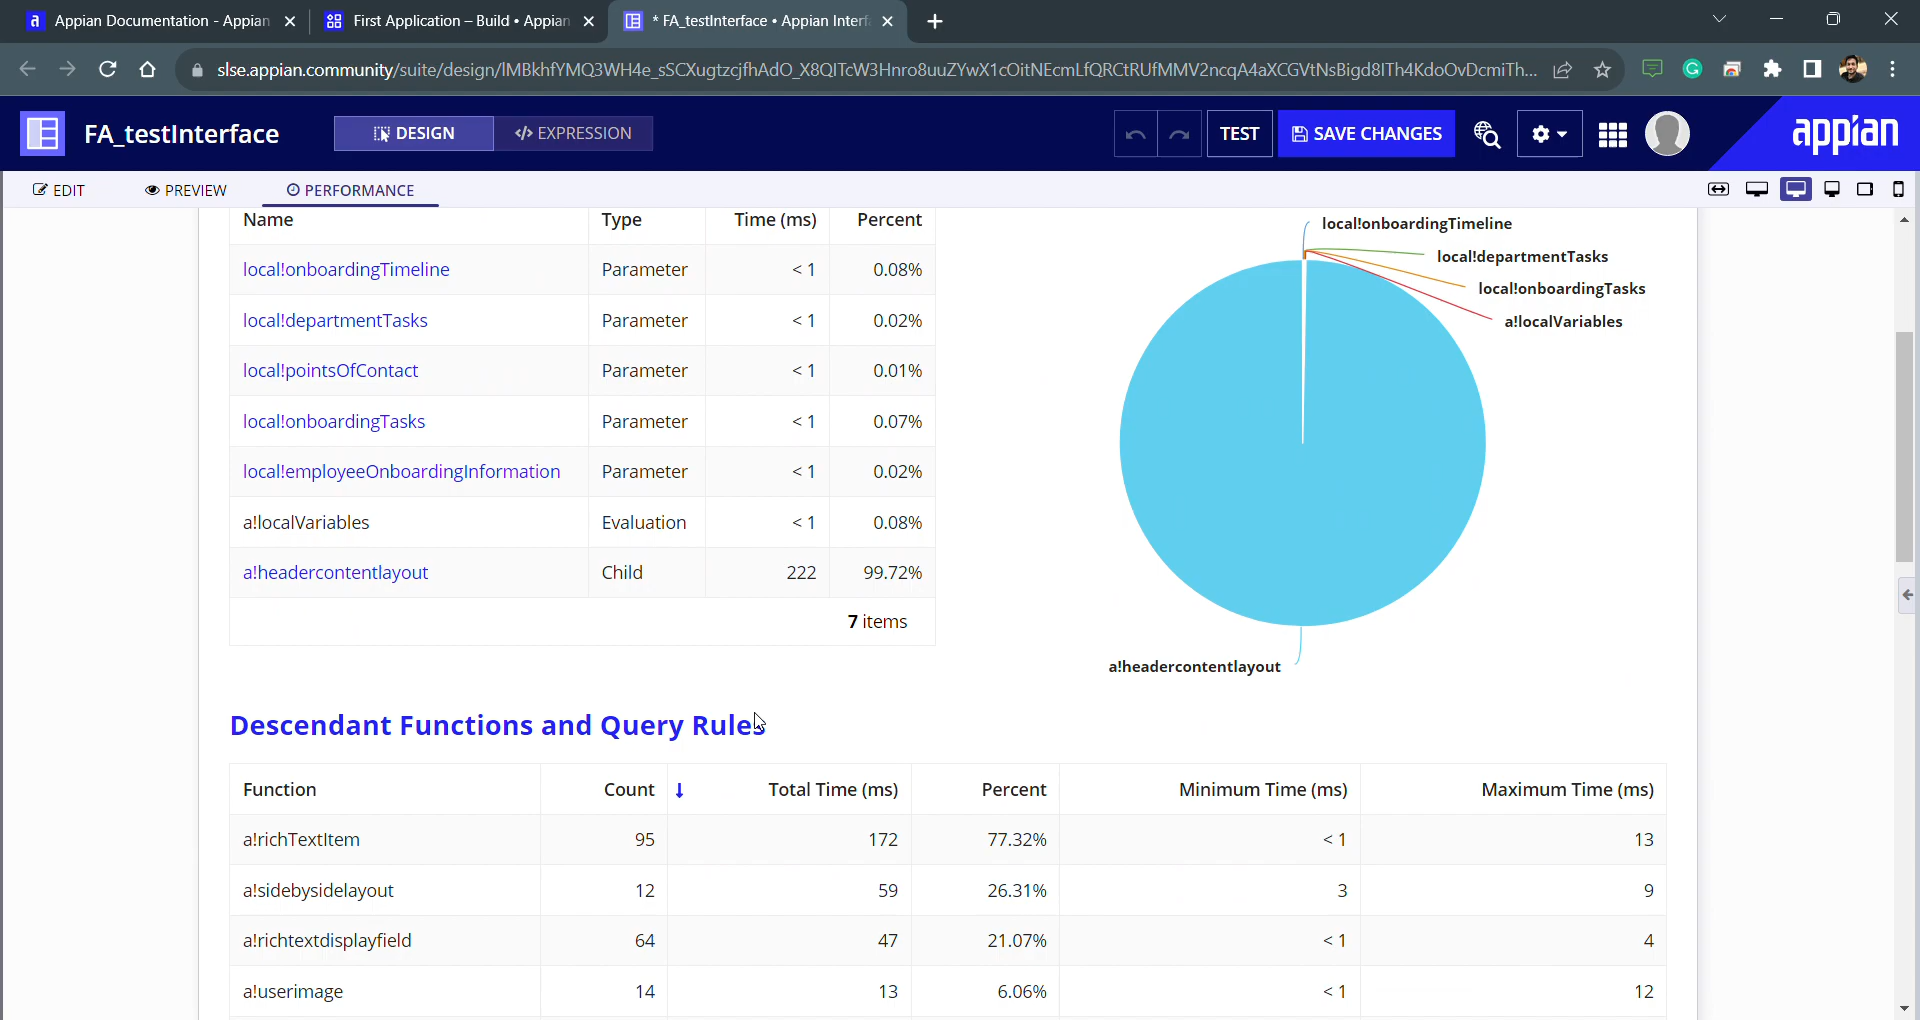 Appian Documentation - Appian
First Application – Build • Appian
* FA_testInterface • Appian Interf
slse.appian.community/suite/design/
FA_testInterface
DESIGN
</> EXPRESSION
TEST
SAVE CHANGES
appian
EDIT
PREVIEW
PERFORMANCE
Name Type Time (ms) Percent
local!onboardingTimeline Parameter < 1 0.08%
local!departmentTasks Parameter < 1 0.02%
local!pointsOfContact Parameter < 1 0.01%
local!onboardingTasks Parameter < 1 0.07%
local!employeeOnboardingInformation Parameter < 1 0.02%
a!localVariables Evaluation < 1 0.08%
a!headercontentlayout Child 222 99.72%
7 items
local!onboardingTimeline
local!departmentTasks
local!onboardingTasks
a!localVariables
a!headercontentlayout
Descendant Functions and Query Rules
Function Count Total Time (ms) Percent Minimum Time (ms) Maximum Time (ms)
a!richTextItem 95 172 77.32% < 1 13
a!sidebysidelayout 12 59 26.31% 3 9
a!richtextdisplayfield 64 47 21.07% < 1 4
a!userimage 14 13 6.06% < 1 12